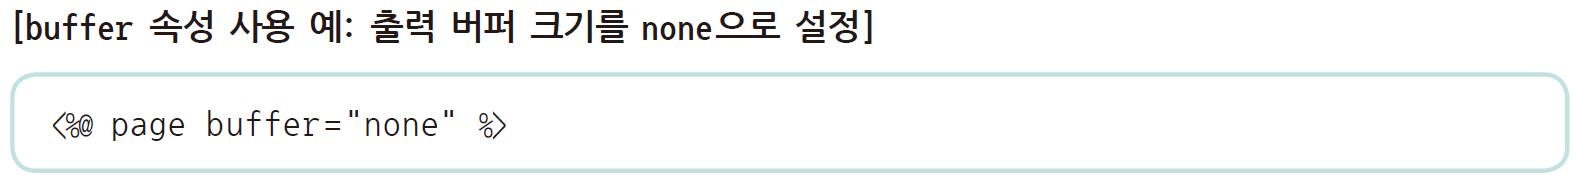 [buffer 속성 사용 예: 출력 버퍼 크기를 none으로 설정]
<%@ page buffer="none" %>